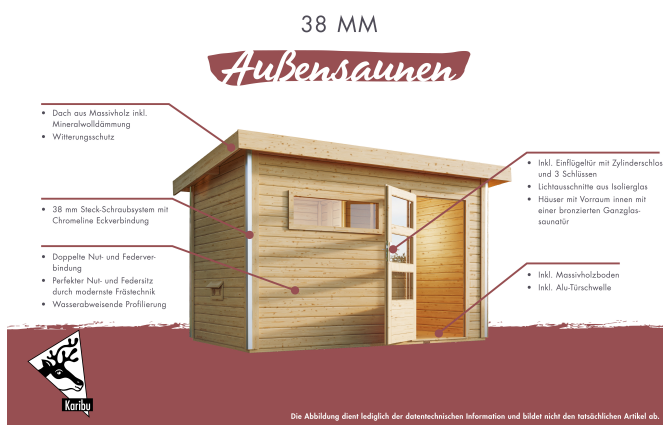 38 MM
Außensaunen
• Dach aus Massivholz inkl.
Mineralwolldämmung
• Witterungsschutz
• 38 mm Steck-Schraubsystem mit
Chromeline Eckverbindung
• Doppelte Nut- und Federver-
bindung
• Perfekter Nut- und Federsitz
durch modernste Frästechnik
• Wasserabweisende Profilierung
• Inkl. Einflügeltür mit Zylinderschlos
und 3 Schlüssen
• Lichtausschnitte aus Isolierglas
• Häuser mit Vorraum innen mit
einer bronzierten Ganzglas-
saunatür
• Inkl. Massivholzboden
• Inkl. Alu-Türschwelle
Karibu
Die Abbildung dient lediglich der datentechnischen Information und bildet nicht den tatsächlichen Artikel ab.